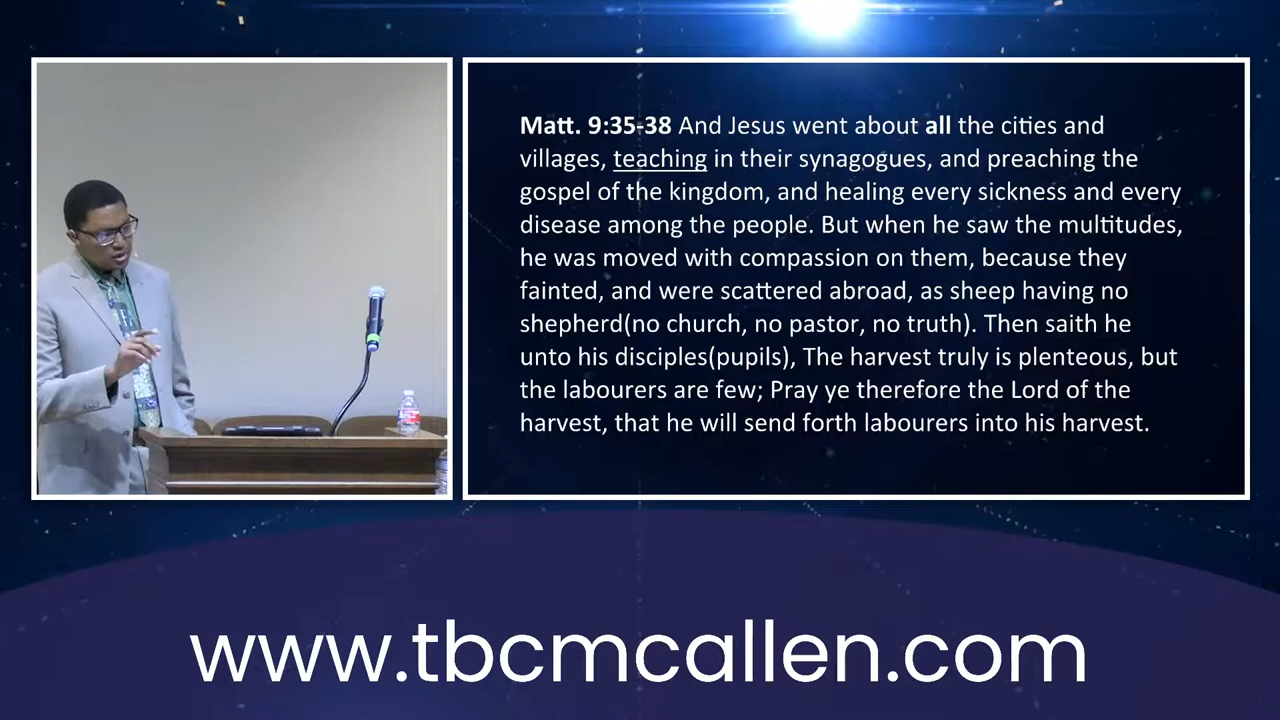 Matt. 9:35-38 And Jesus went about all the cities and
villages, teaching in their synagogues, and preaching the
gospel of the kingdom, and healing every sickness and every
disease among the people. But when he saw the multitudes,
he was moved with compassion on them, because they
fainted, and were scattered abroad, as sheep having no
shepherd(no church, no pastor, no truth). Then saith he
unto his disciples(pupils), The harvest truly is plenteous, but
the labourers are few; Pray ye therefore the Lord of the
harvest, that he will send forth labourers into his harvest.
www.tbcmcallen.com